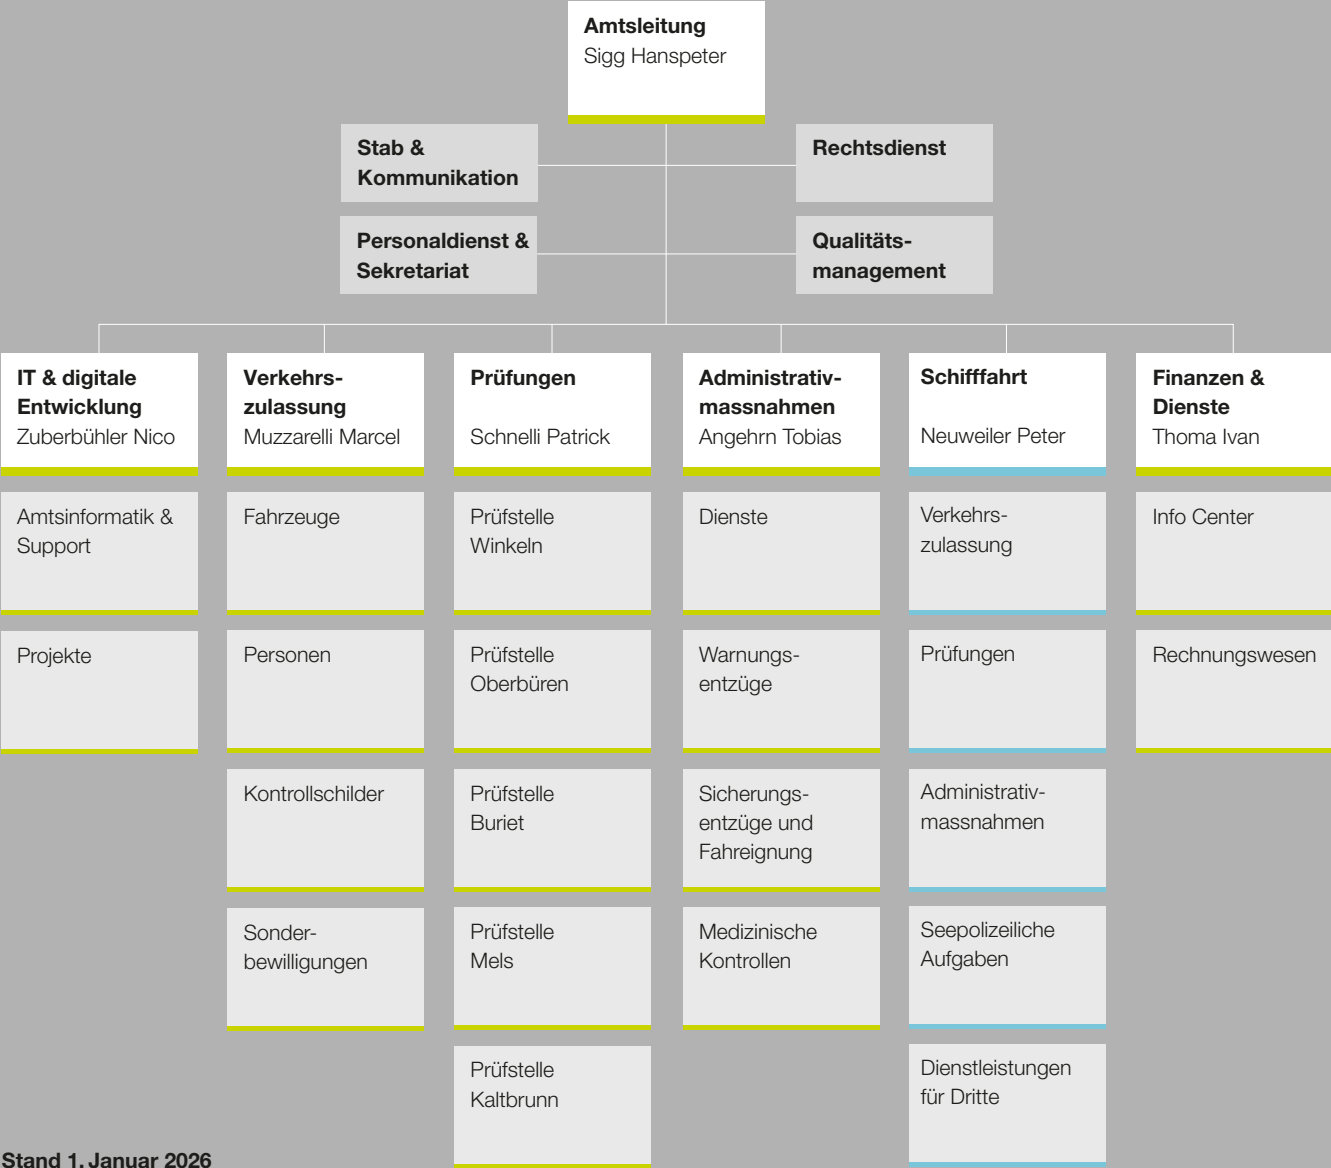 Amtsleitung
Sigg Hanspeter
Stab &
Kommunikation
Rechtsdienst
Personaldienst &
Sekretariat
Qualitäts-
management
IT & digitale
Entwicklung
Zuberbühler Nico
Amtsinformatik &
Support
Projekte
Verkehrs-
zulassung
Muzzarelli Marcel
Fahrzeuge
Personen
Kontrollschilder
Sonder-
bewilligungen
Prüfungen
Schnelli Patrick
Prüfstelle
Winkeln
Prüfstelle
Oberbüren
Prüfstelle
Buriet
Prüfstelle
Mels
Prüfstelle
Kaltbrunn
Administrativ-
massnahmen
Angehrn Tobias
Dienste
Warnungs-
entzüge
Sicherungs-
entzüge und
Fahreignung
Medizinische
Kontrollen
Schifffahrt
Neuweiler Peter
Verkehrs-
zulassung
Prüfungen
Administrativ-
massnahmen
Seepolizeiliche
Aufgaben
Dienstleistungen
für Dritte
Finanzen &
Dienste
Thoma Ivan
Info Center
Rechnungswesen
Stand 1. Januar 2026